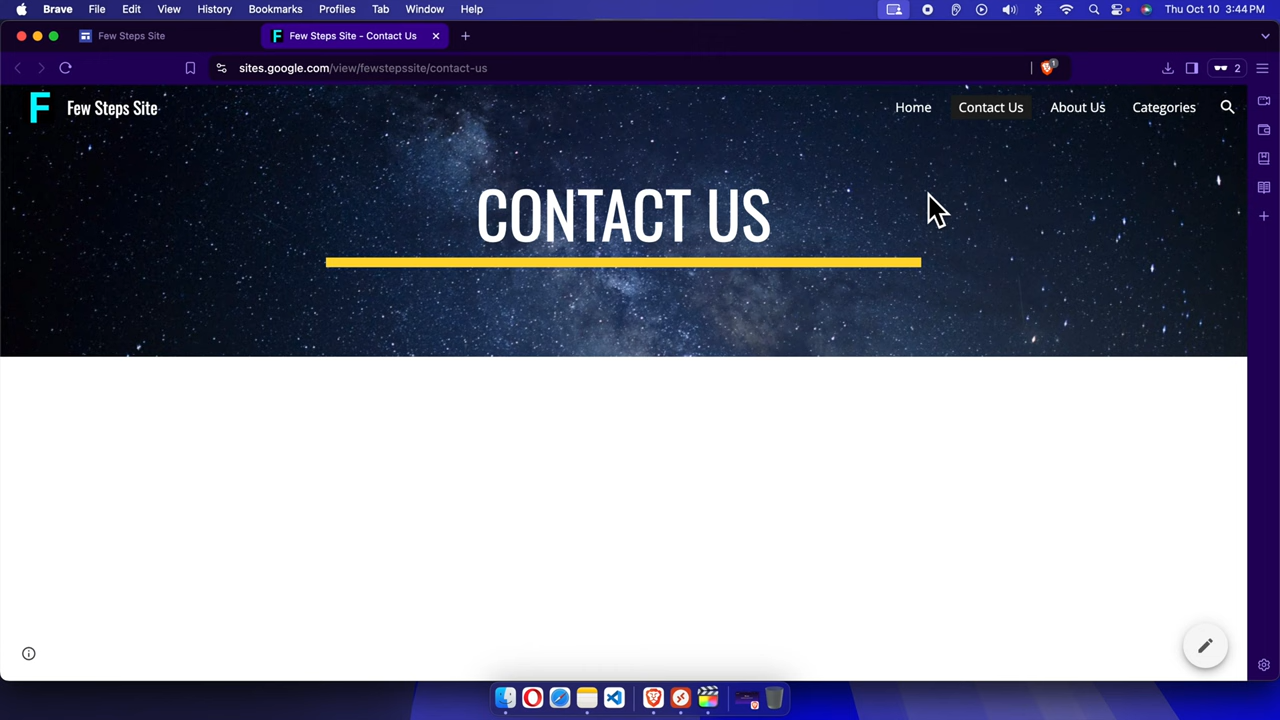 Brave File Edit View History Bookmarks Profiles Tab Window Help Thu Oct 10 3:44 PM
Few Steps Site
Few Steps Site - Contact Us
sites.google.com/view/fewstepssite/contact-us
1
2
F Few Steps Site Home Contact Us About Us Categories
CONTACT US